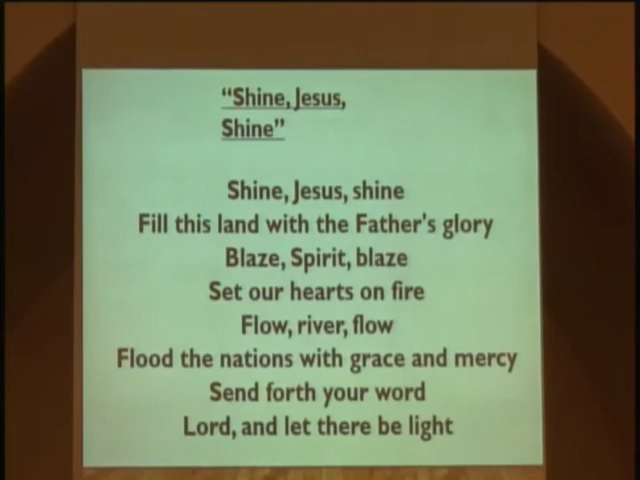 “Shine, Jesus,
Shine”
Shine, Jesus, shine
Fill this land with the Father's glory
Blaze, Spirit, blaze
Set our hearts on fire
Flow, river, flow
Flood the nations with grace and mercy
Send forth your word
Lord, and let there be light